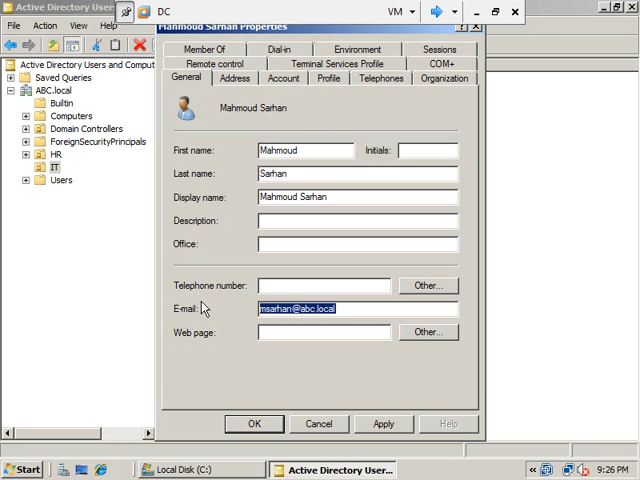 DC
VM
Active Directory Us
Mahmoud Sarhan Properties
File Action View
Active Directory Users and Comput
Saved Queries
ABC.local
Builtin
Computers
Domain Controllers
ForeignSecurityPrincipals
HR
IT
Users
Member Of Dial-in Environment Sessions
Remote control Terminal Services Profile COM+
General Address Account Profile Telephones Organization
Mahmoud Sarhan
First name: Mahmoud Initials:
Last name: Sarhan
Display name: Mahmoud Sarhan
Description:
Office:
Telephone number: Other...
E-mail: msarhan@abc.local
Web page: Other...
OK Cancel Apply Help
Start Local Disk (C:) Active Directory User... 9:26 PM